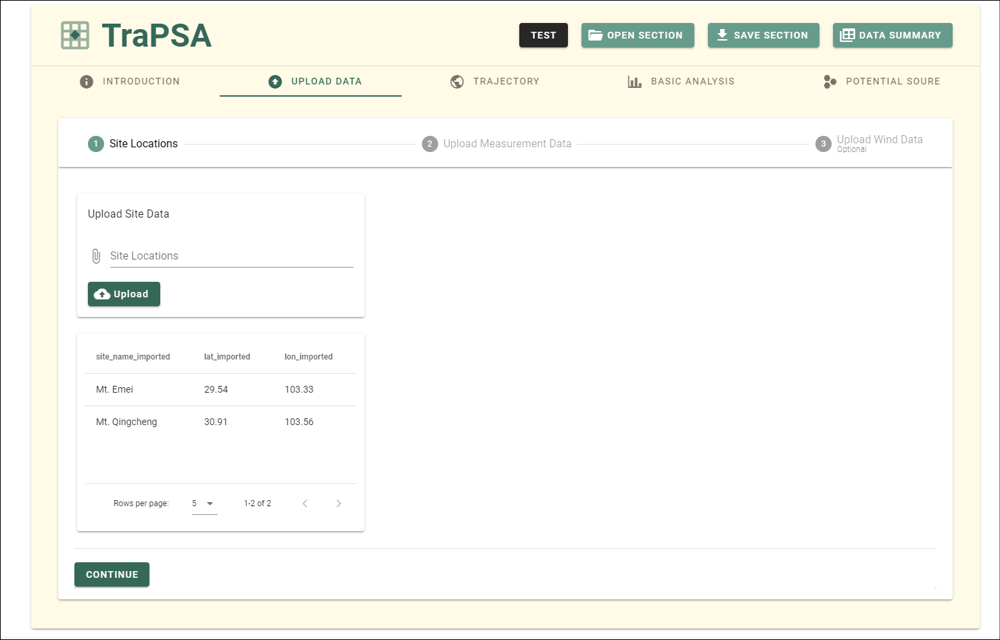 TraPSA
TEST
OPEN SECTION
SAVE SECTION
DATA SUMMARY
INTRODUCTION
UPLOAD DATA
TRAJECTORY
BASIC ANALYSIS
POTENTIAL SOURE
1 Site Locations
2 Upload Measurement Data
3 Upload Wind Data
Optional
Upload Site Data
Site Locations
Upload
site_name_imported lat_imported lon_imported
Mt. Emei 29.54 103.33
Mt. Qingcheng 30.91 103.56
Rows per page: 5 1-2 of 2
CONTINUE